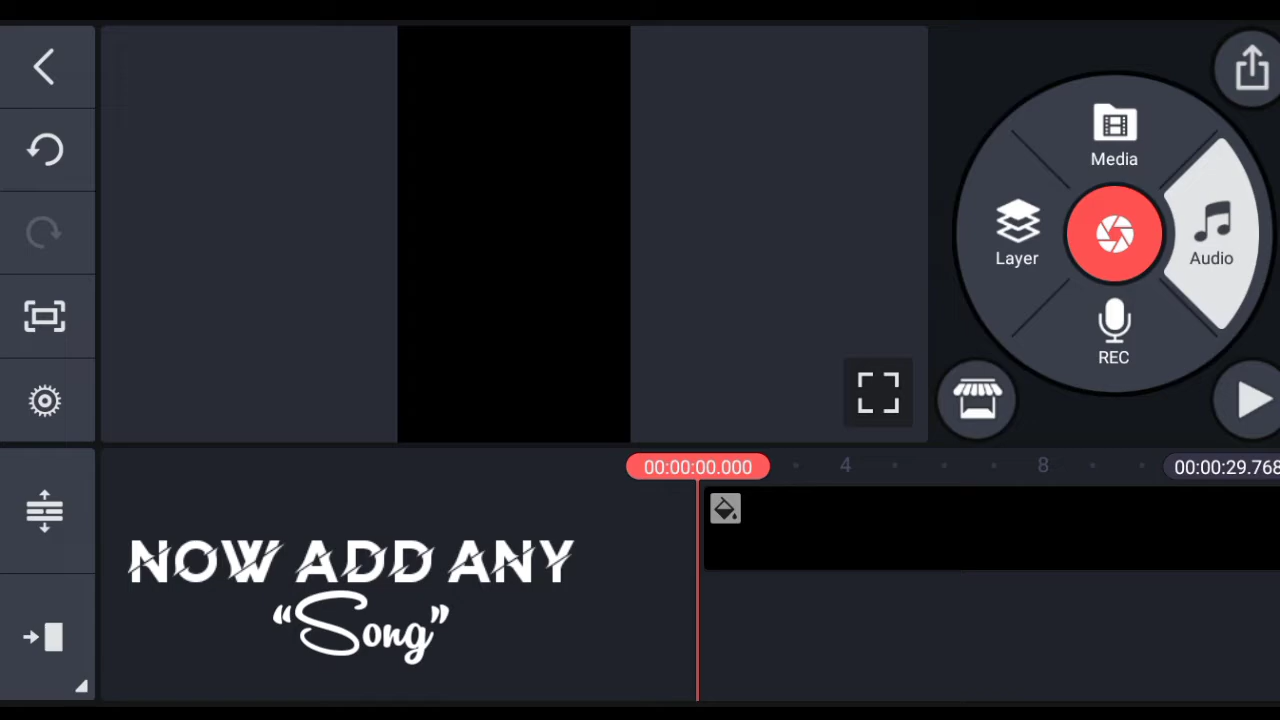 Media
Layer
Audio
REC
00:00:00.000
4
8
00:00:29.768
NOW ADD ANY
“Song”